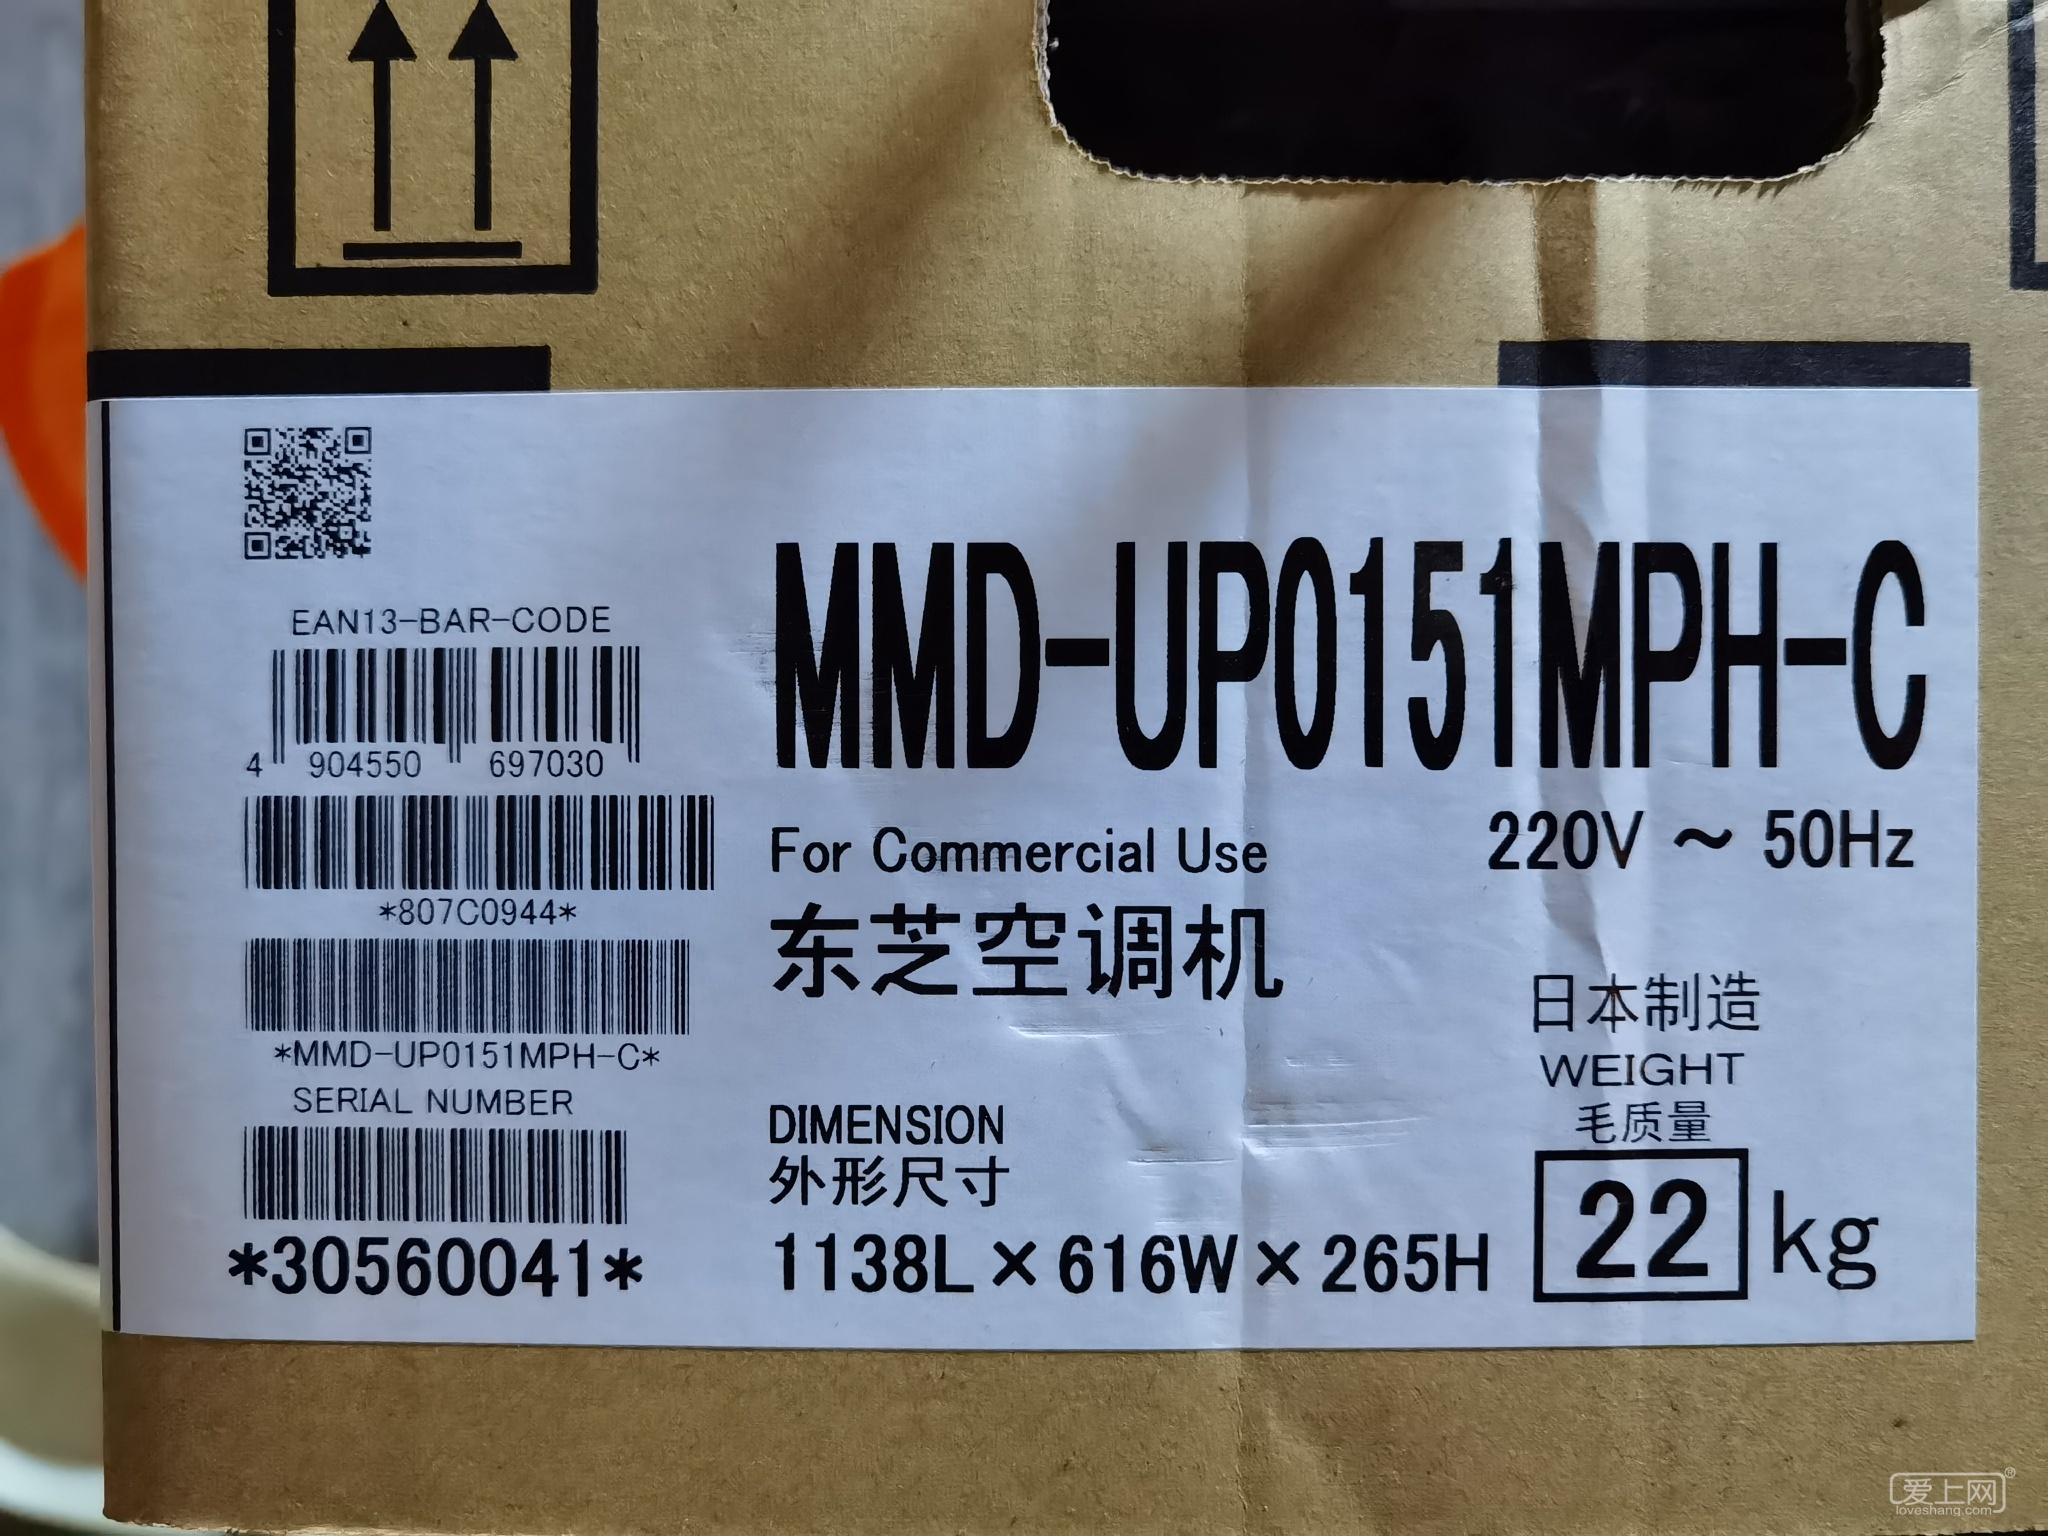 EAN13-BAR-CODE
4 904550 697030
*807C0944*
*MMD-UP0151MPH-C*
SERIAL NUMBER
*30560041*
MMD-UP0151MPH-C
For Commercial Use
220V ~ 50Hz
东芝空调机
日本制造
WEIGHT
毛质量
22 kg
DIMENSION
外形尺寸
1138L×616W×265H
爱上网®
loveshang.com